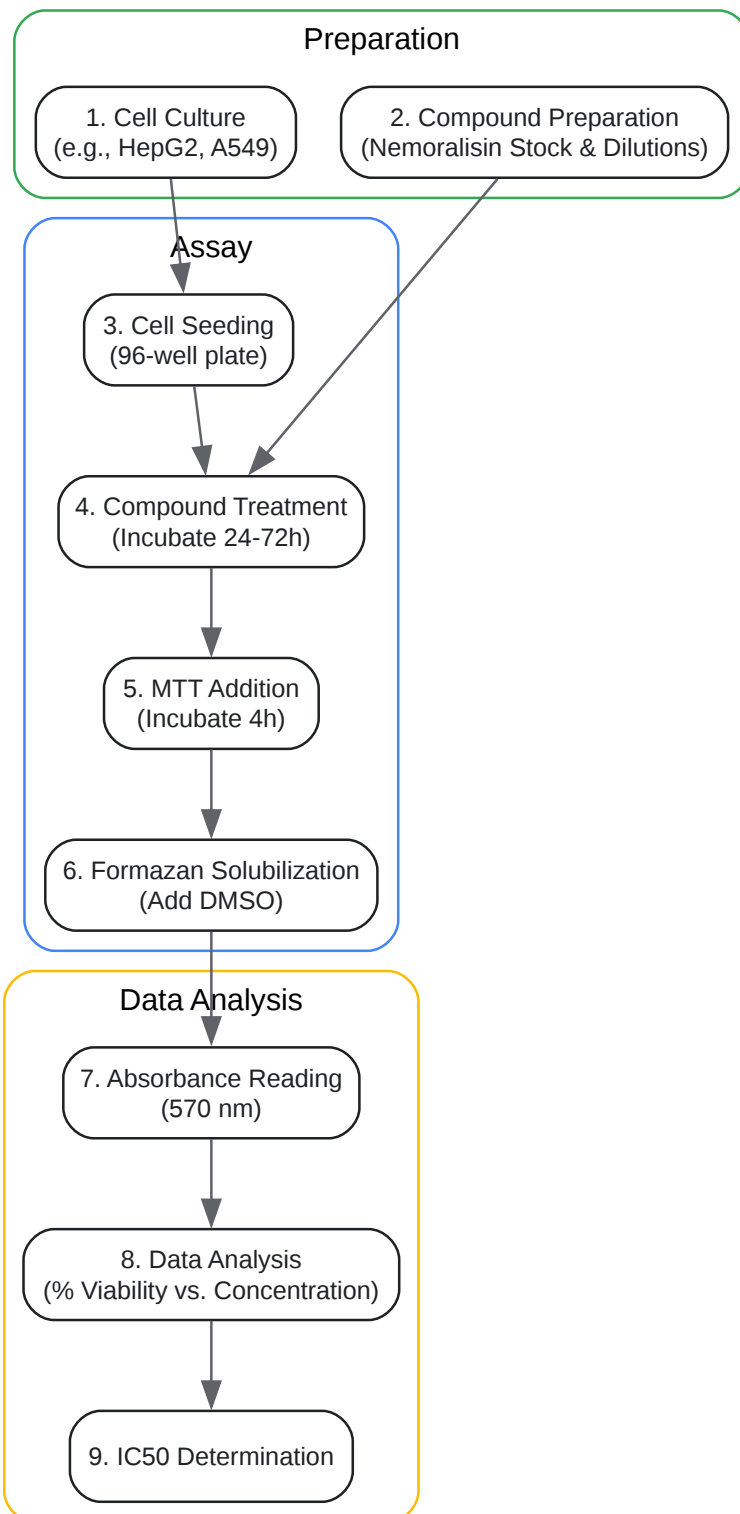 Preparation
1. Cell Culture
(e.g., HepG2, A549)
2. Compound Preparation
(Nemoralisin Stock & Dilutions)
Assay
3. Cell Seeding
(96-well plate)
4. Compound Treatment
(Incubate 24-72h)
5. MTT Addition
(Incubate 4h)
6. Formazan Solubilization
(Add DMSO)
Data Analysis
7. Absorbance Reading
(570 nm)
8. Data Analysis
(% Viability vs. Concentration)
9. IC50 Determination